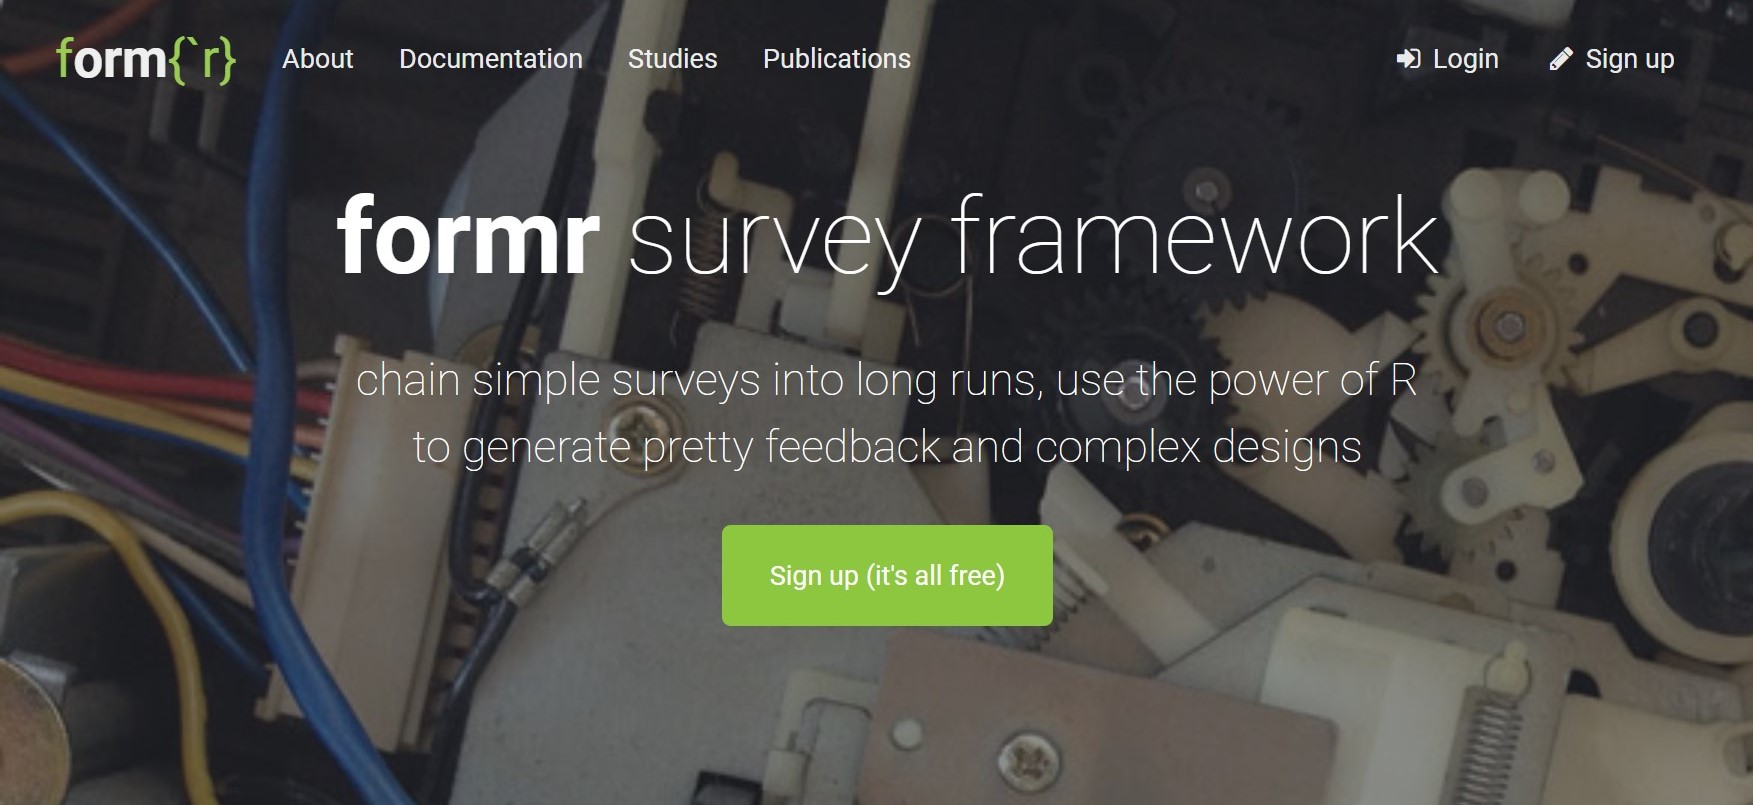 form{`r}
About
Documentation
Studies
Publications
Login
Sign up
formr survey framework
chain simple surveys into long runs, use the power of R
to generate pretty feedback and complex designs
Sign up (it's all free)